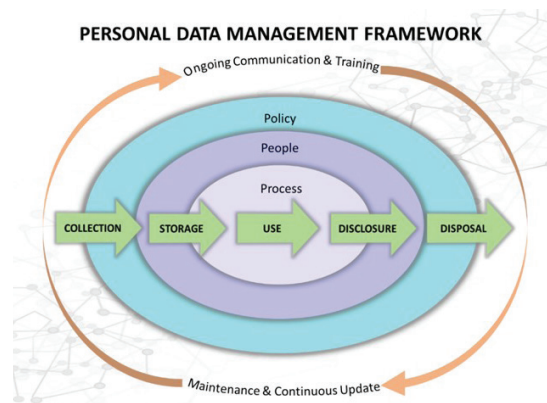 PERSONAL DATA MANAGEMENT FRAMEWORK
Ongoing Communication & Training
Policy
People
Process
COLLECTION
STORAGE
USE
DISCLOSURE
DISPOSAL
Maintenance & Continuous Update